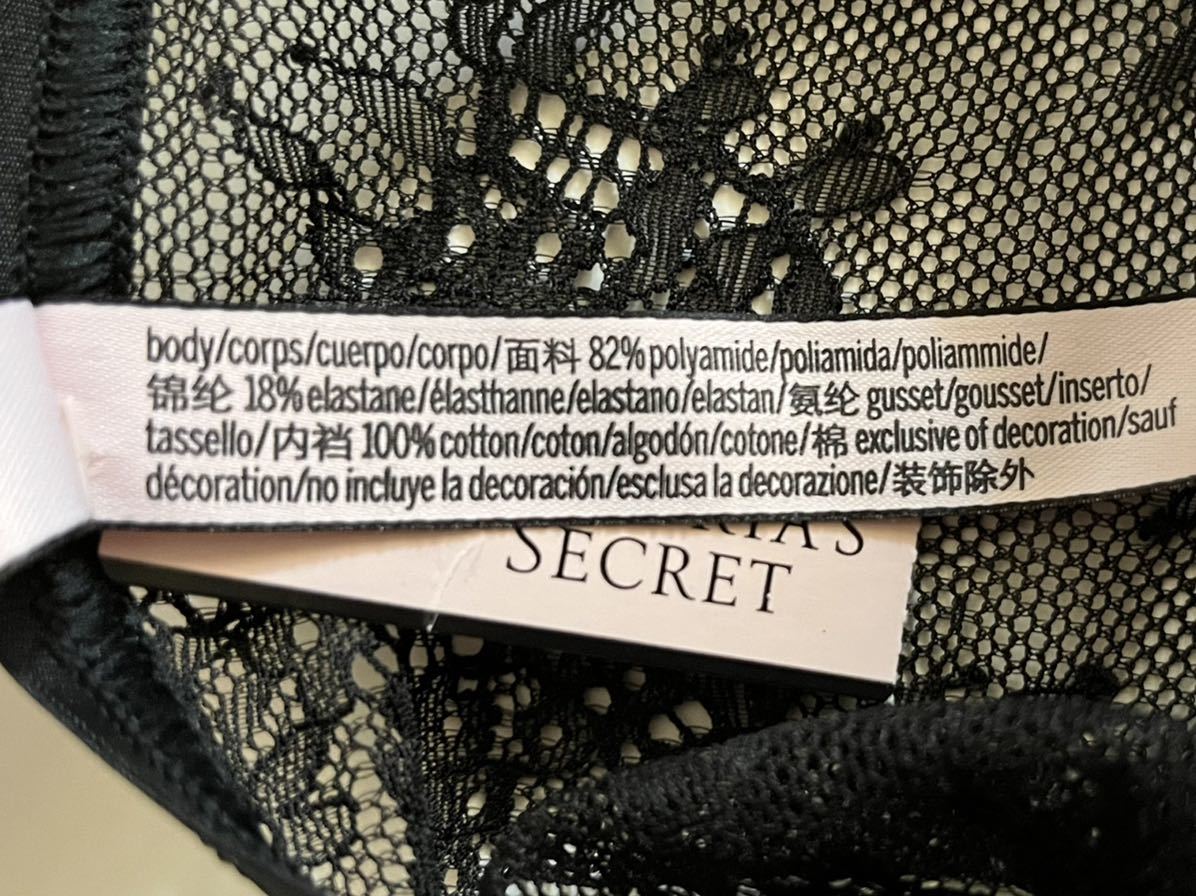 body/corps/cuerpo/corpo/面料 82%polyamide/poliamida/poliammide/
锦纶 18%elastane/élasthanne/elastano/elastan/氨纶 gusset/gousset/inserto/
tassello/内裆 100%cotton/coton/algodón/cotone/棉 exclusive of decoration/sauf
décoration/no incluye la decoración/esclusa la decorazione/装饰除外
SECRET